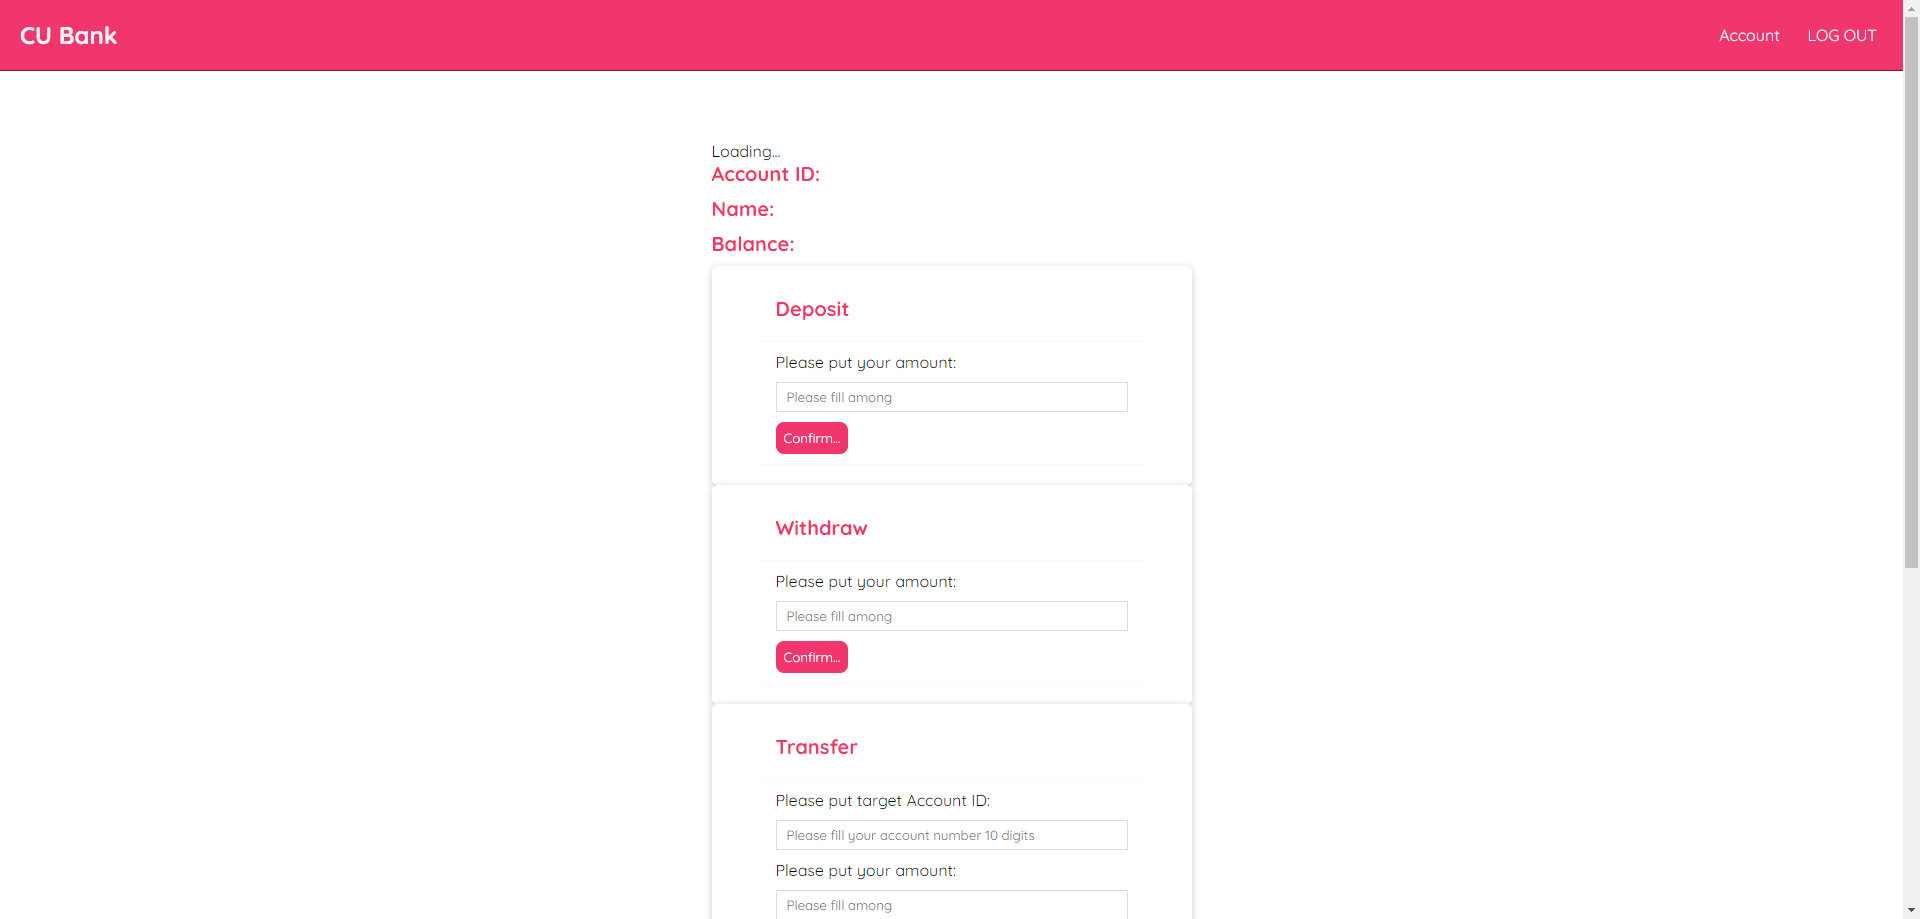 CU Bank
Account
LOG OUT
Loading...
Account ID:
Name:
Balance:
Deposit
Please put your amount:
Please fill among
Confirm...
Withdraw
Please put your amount:
Please fill among
Confirm...
Transfer
Please put target Account ID:
Please fill your account number 10 digits
Please put your amount:
Please fill among